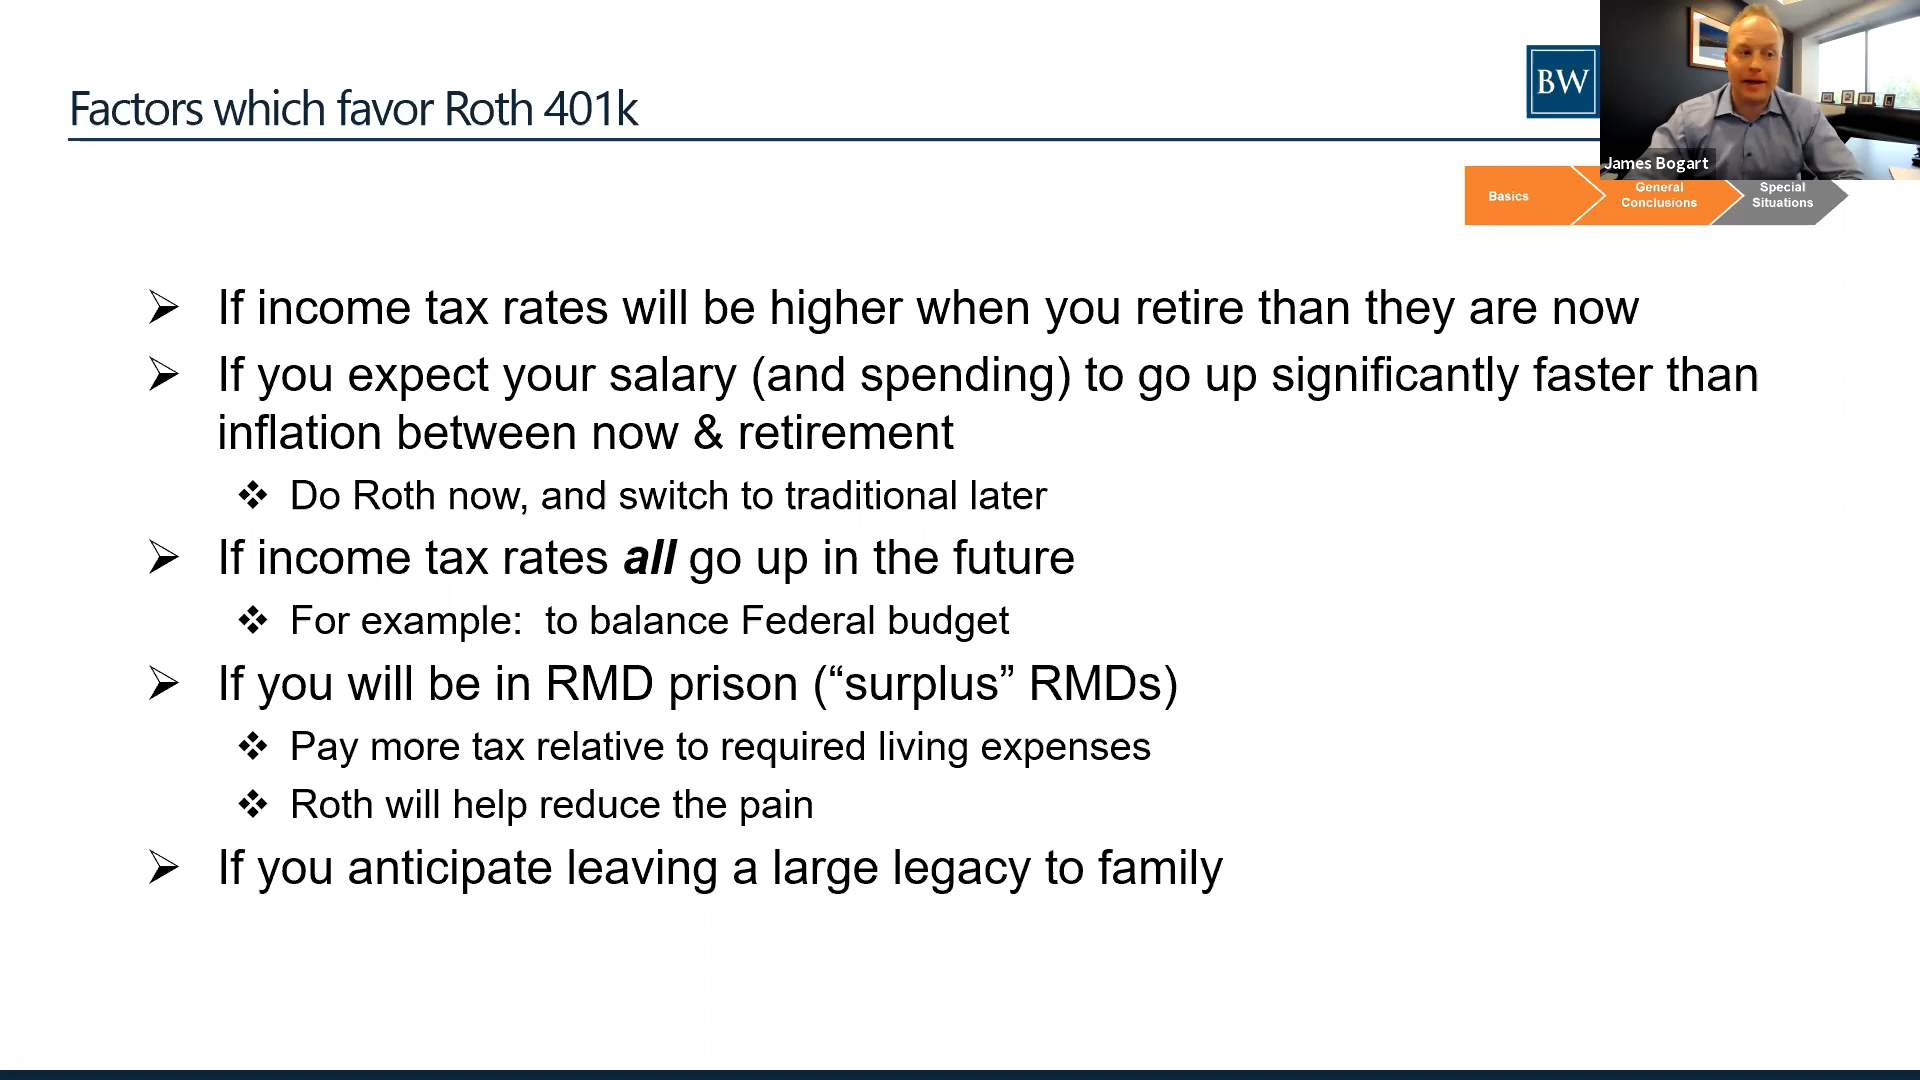 Factors which favor Roth 401k
BW
James Bogart
Basics
General
Conclusions
Special
Situations
If income tax rates will be higher when you retire than they are now
If you expect your salary (and spending) to go up significantly faster than
inflation between now & retirement
Do Roth now, and switch to traditional later
If income tax rates all go up in the future
For example:  to balance Federal budget
If you will be in RMD prison (“surplus” RMDs)
Pay more tax relative to required living expenses
Roth will help reduce the pain
If you anticipate leaving a large legacy to family